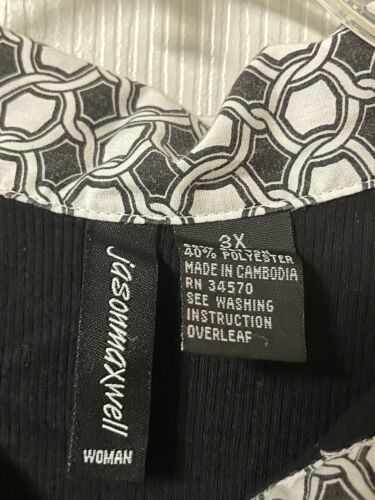 jasonmaxwell
WOMAN
3X
40% POLYESTER
MADE IN CAMBODIA
RN 34570
SEE WASHING
INSTRUCTION
OVERLEAF